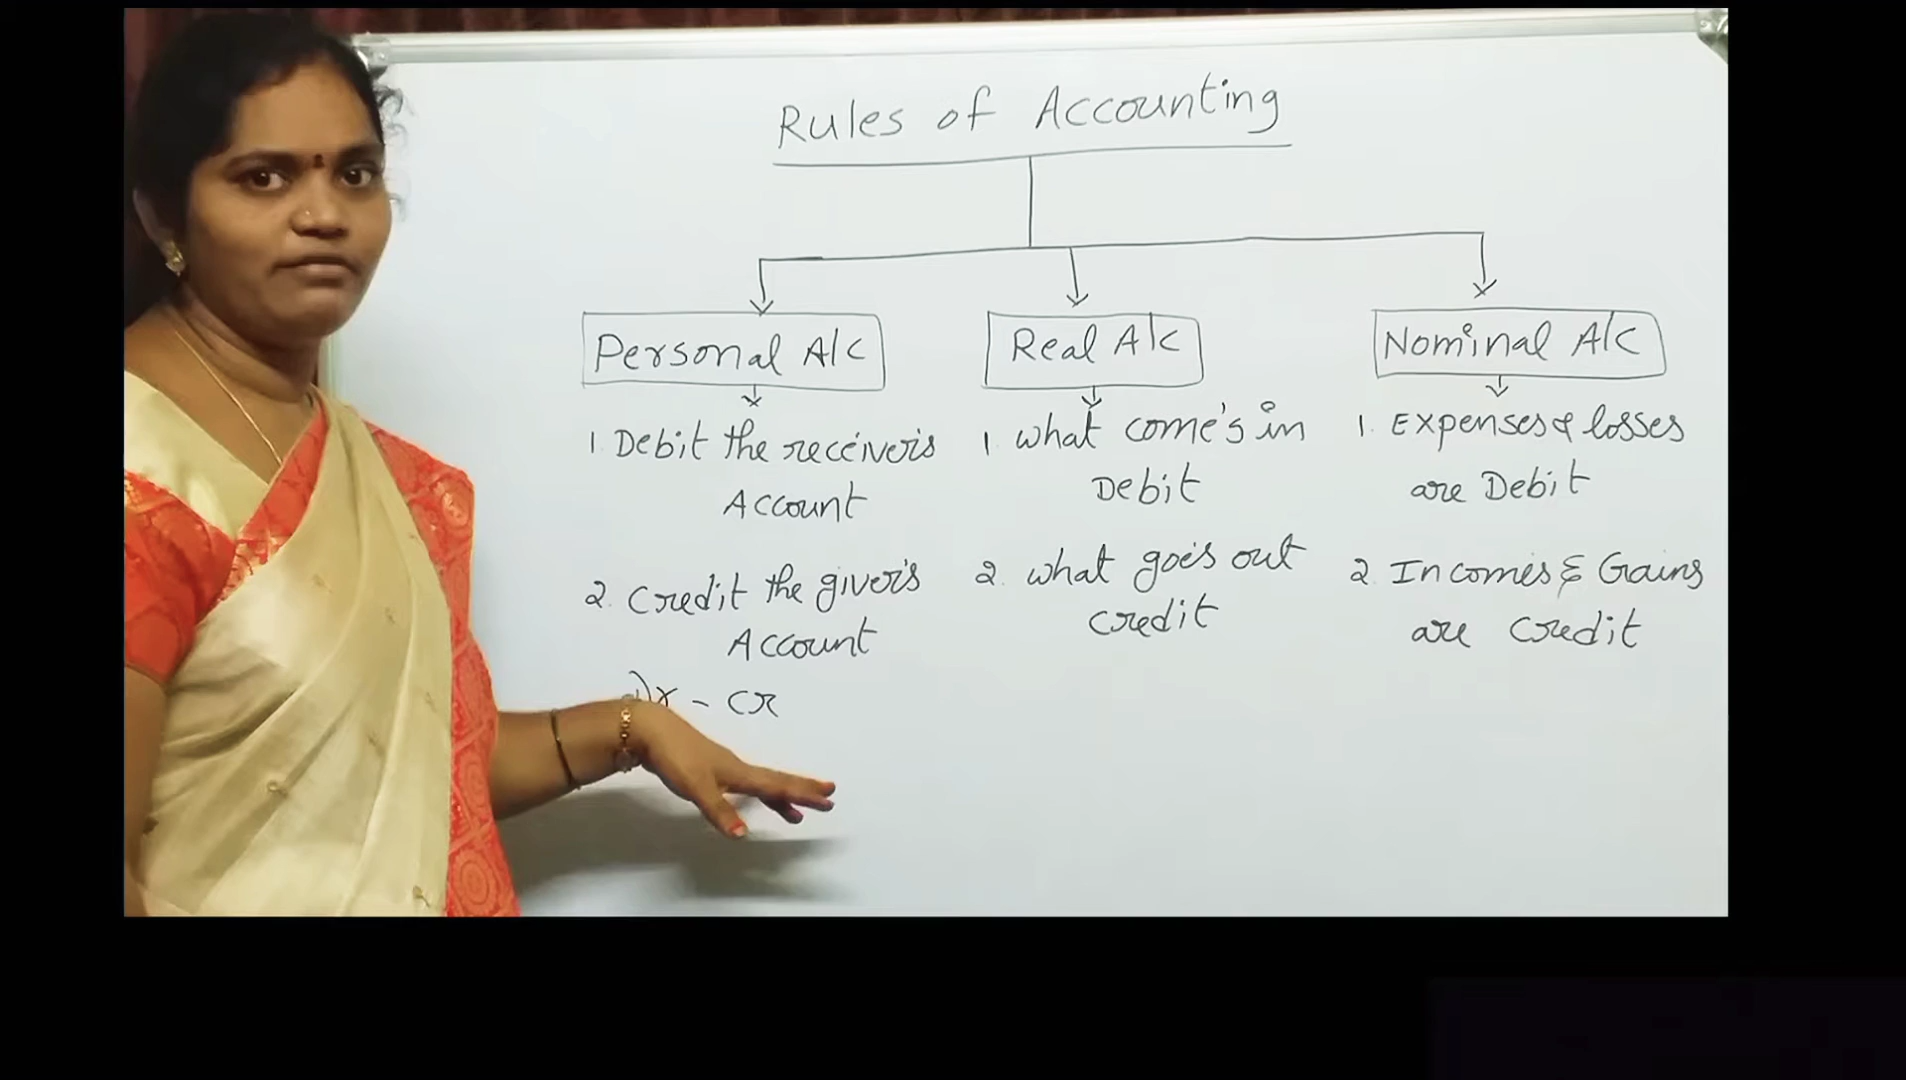 Rules of Accounting
Personal A/C
1. Debit the receiver's
Account
2. Credit the giver's
Account
- Cr
Real A/C
1. what come's in
Debit
2. what goe's out
credit
Nominal A/C
1. Expenses & losses
are Debit
2. Incomes & Gains
are credit